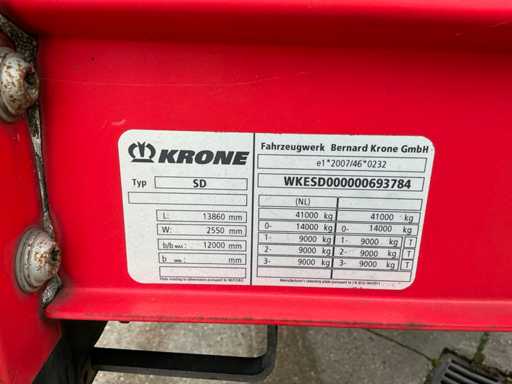 KRONE
Typ SD
L: 13860 mm
W: 2550 mm
b/b MAX.: 12000 mm
b MIN.: mm
Fahrzeugwerk Bernard Krone GmbH
e1*2007/46*0232
WKESD000000693784
(NL)
41000 kg 41000 kg
0- 14000 kg 0- 14000 kg
1- 9000 kg 1- 9000 kg T
2- 9000 kg 2- 9000 kg T
3- 9000 kg 3- 9000 kg T